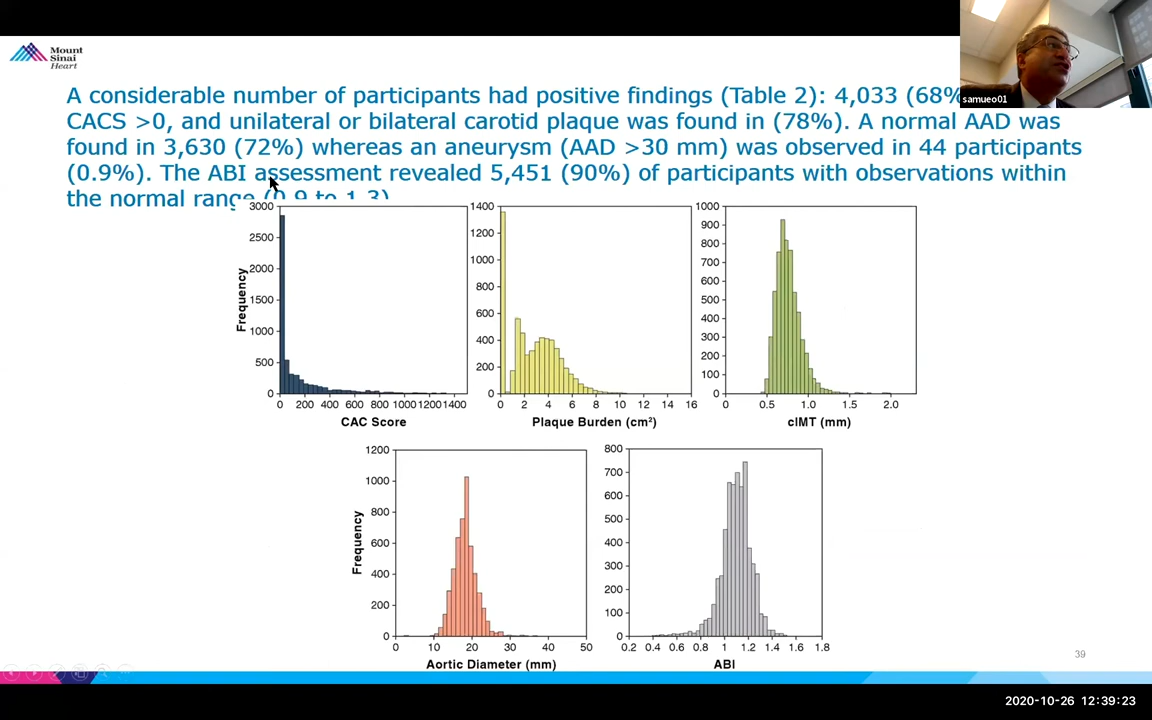 Mount
Sinai
Heart
samueo01
A considerable number of participants had positive findings (Table 2): 4,033 (68%
CACS >0, and unilateral or bilateral carotid plaque was found in (78%). A normal AAD was
found in 3,630 (72%) whereas an aneurysm (AAD >30 mm) was observed in 44 participants
(0.9%). The ABI assessment revealed 5,451 (90%) of participants with observations within
the normal range (0.9 to 1.3)
3000
2500
2000
1500
1000
500
0
Frequency
0 200 400 600 800 1000 1200 1400
CAC Score
1400
1200
1000
800
600
400
200
0
0 2 4 6 8 10 12 14 16
Plaque Burden (cm²)
1000
900
800
700
600
500
400
300
200
100
0
0 0.5 1.0 1.5 2.0
cIMT (mm)
1200
1000
800
600
400
200
0
Frequency
0 10 20 30 40 50
Aortic Diameter (mm)
800
700
600
500
400
300
200
100
0
0.2 0.4 0.6 0.8 1 1.2 1.4 1.6 1.8
ABI
39
2020-10-26 12:39:23